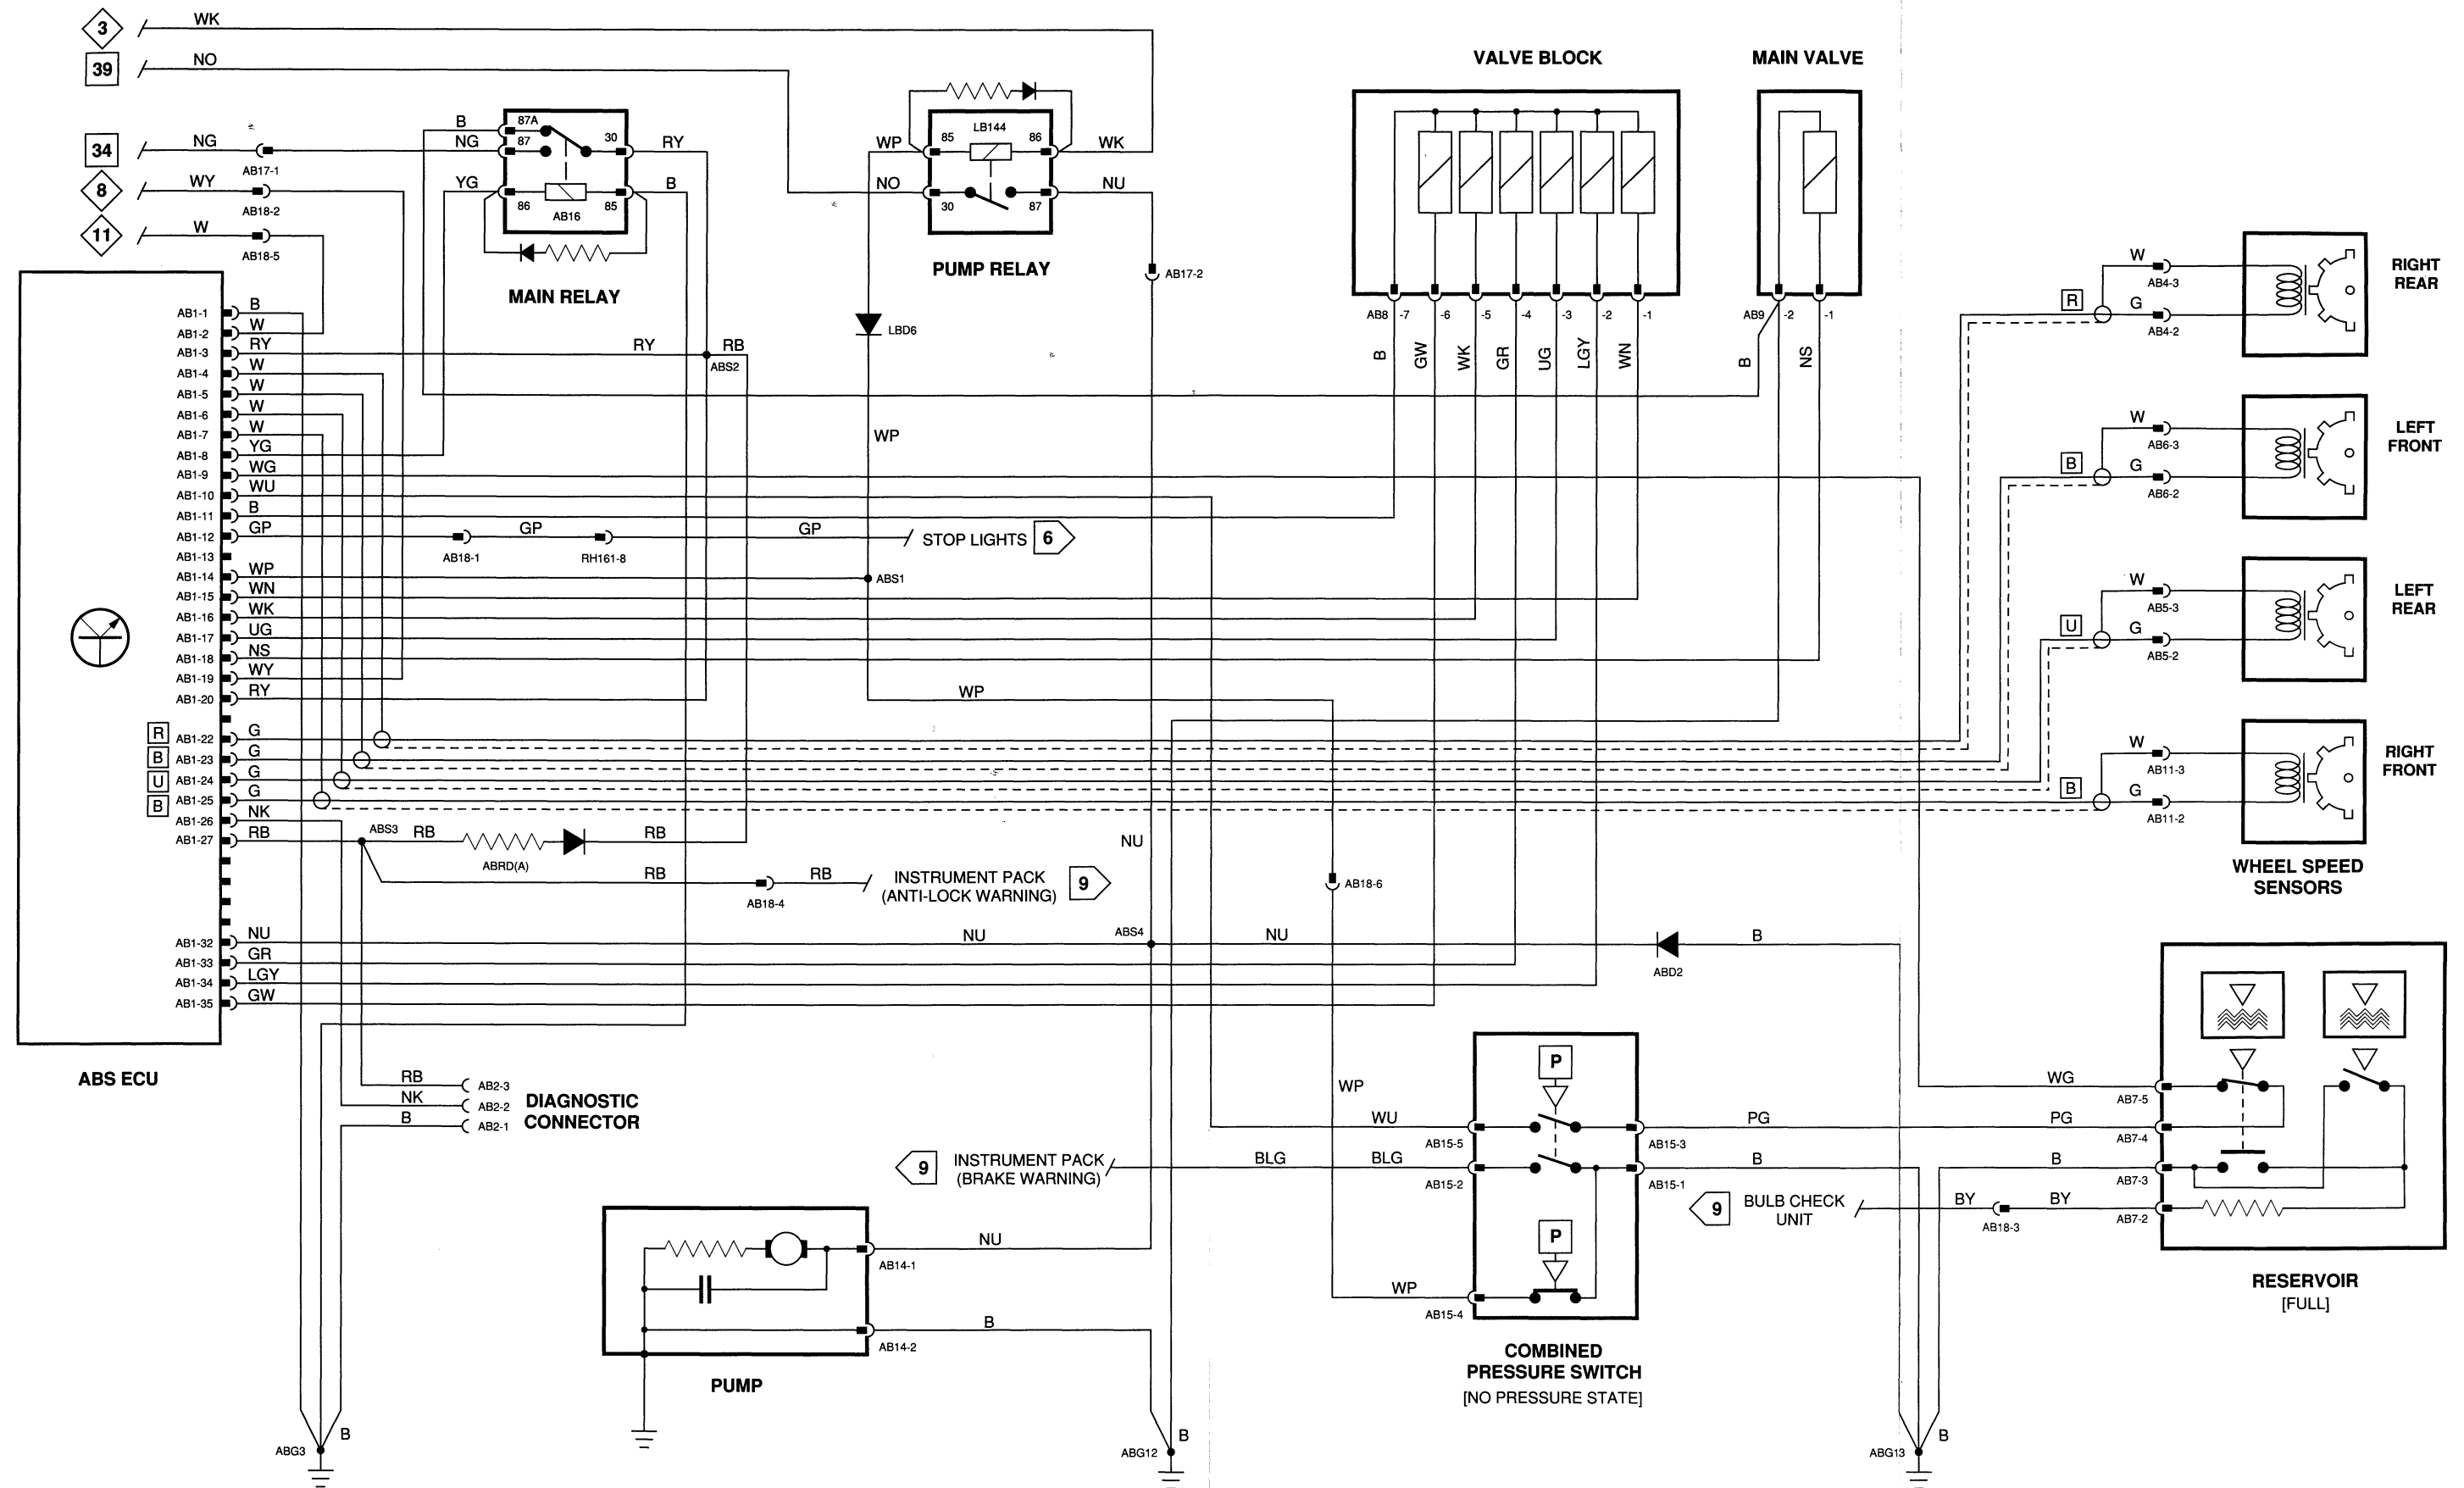 3 WK
39 NO
34 NG AB17-1 NG
8 WY AB18-2
11 W AB18-5
B 87A
87 30 RY
YG 86 AB16 85 B
MAIN RELAY
WP 85 LB144 86 WK
NO 30 87 NU
PUMP RELAY
AB17-2
LBD6
VALVE BLOCK
AB8 -7 -6 -5 -4 -3 -2 -1
B GW WK GR UG LGY WN
MAIN VALVE
AB9 -2 -1
B NS
AB1-1 B
AB1-2 W
AB1-3 RY RY RB
ABS2
AB1-4 W
AB1-5 W
AB1-6 W
AB1-7 W
AB1-8 YG
AB1-9 WG
AB1-10 WU
AB1-11 B
AB1-12 GP GP GP STOP LIGHTS 6
AB18-1 RH161-8
AB1-13
AB1-14 WP ABS1
AB1-15 WN
AB1-16 WK
AB1-17 UG
AB1-18 NS
AB1-19 WY
AB1-20 RY
WP
WP
R AB1-22 G
B AB1-23 G
U AB1-24 G
B AB1-25 G
AB1-26 NK
AB1-27 RB ABS3 RB RB
ABRD(A)
RB RB
AB18-4
INSTRUMENT PACK
(ANTI-LOCK WARNING)
9
NU
AB18-6
AB1-32 NU NU ABS4 NU B
ABD2
AB1-33 GR
AB1-34 LGY
AB1-35 GW
ABS ECU
RB AB2-3
NK AB2-2
B AB2-1
DIAGNOSTIC
CONNECTOR
R W AB4-3
G AB4-2
RIGHT
REAR
B W AB6-3
G AB6-2
LEFT
FRONT
U W AB5-3
G AB5-2
LEFT
REAR
B W AB11-3
G AB11-2
RIGHT
FRONT
WHEEL SPEED
SENSORS
WP
WU AB15-5
P
AB15-3 PG PG AB7-4
WG AB7-5
9 INSTRUMENT PACK
(BRAKE WARNING)
BLG BLG AB15-2
AB15-1 B B AB7-3
9 BULB CHECK
UNIT
BY AB18-3 BY AB7-2
P
WP AB15-4
COMBINED
PRESSURE SWITCH
[NO PRESSURE STATE]
RESERVOIR
[FULL]
NU AB14-1
B AB14-2
PUMP
ABG3 B
ABG12 B
ABG13 B